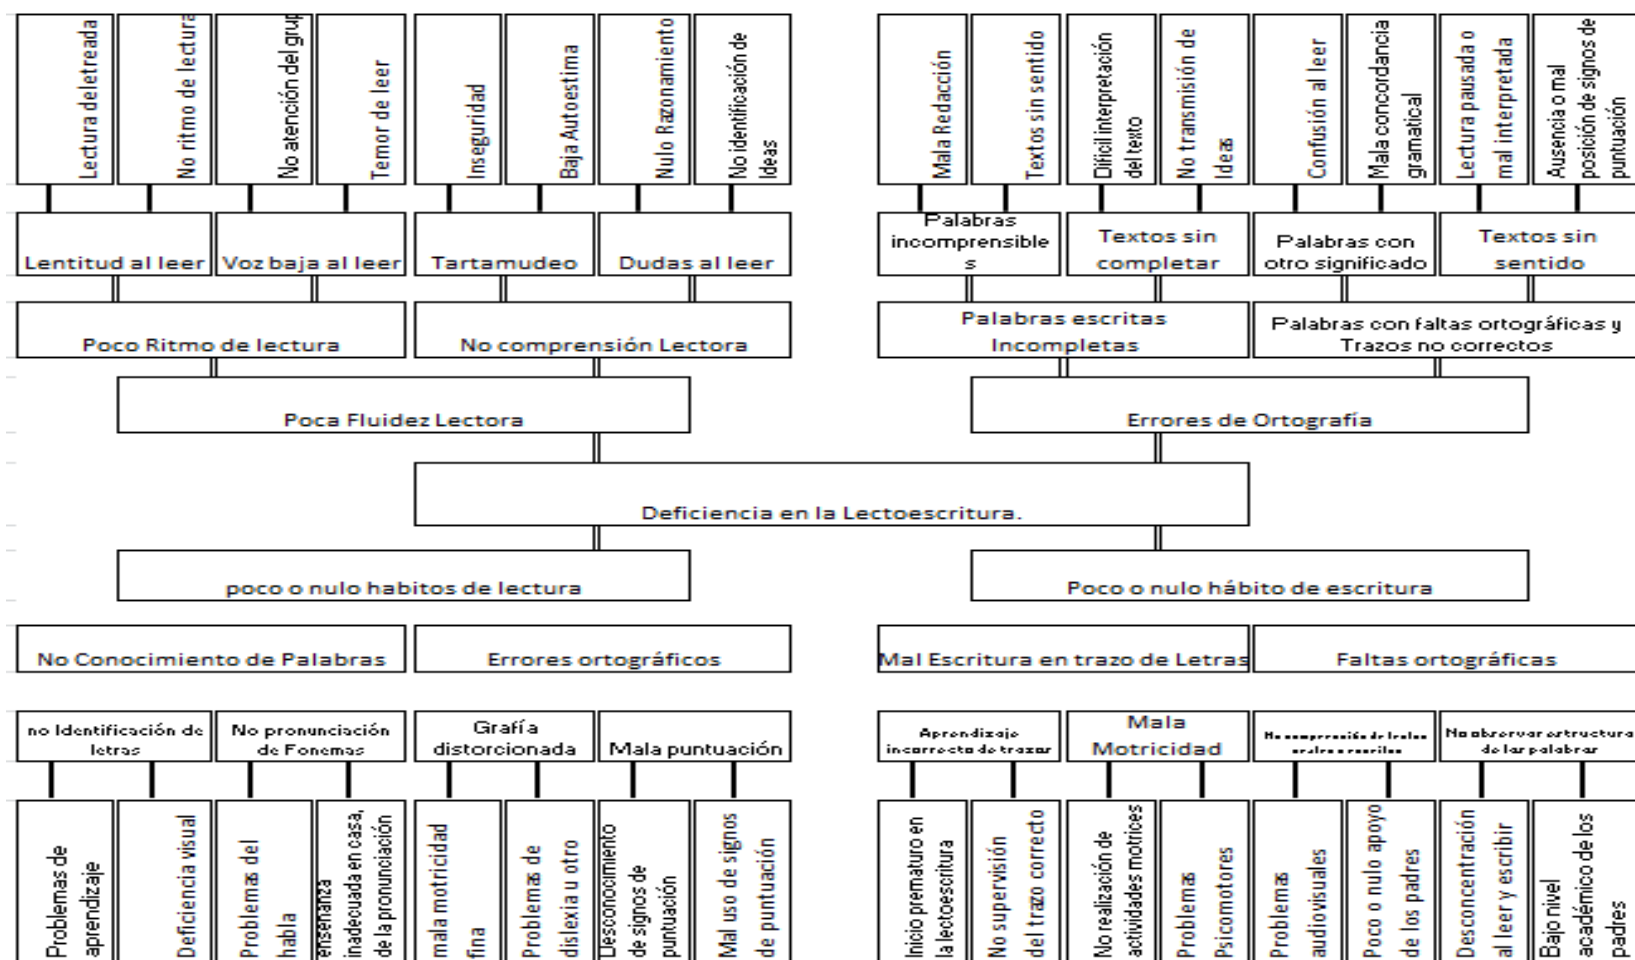 Lectura deletreada
No ritmo de lectura
No atención del grup
Temor de leer
Inseguridad
Baja Autoestima
Nulo Razonamiento
No identificación de
Ideas
Mala Redacción
Textos sin sentido
Dificil interpretación
del texto
No transmisión de
Ideas
Confusión al leer
Mala concordancia
gramatical
Lectura pausada o
mal interpretada
Ausencia o mal
posición de signos de
puntuación
Lentitud al leer
Voz baja al leer
Tartamudeo
Dudas al leer
Palabras
incomprensible
s
Textos sin
completar
Palabras con
otro significado
Textos sin
sentido
Poco Ritmo de lectura
No comprensión Lectora
Palabras escritas
Incompletas
Palabras con faltas ortográficas y
Trazos no correctos
Poca Fluidez Lectora
Errores de Ortografía
Deficiencia en la Lectoescritura.
poco o nulo habitos de lectura
Poco o nulo hábito de escritura
No Conocimiento de Palabras
Errores ortográficos
Mal Escritura en trazo de Letras
Faltas ortográficas
no Identificación de
letras
No pronunciación
de Fonemas
Grafía
distorcionada
Mala puntuación
Aprendizaje
incorrecto de trazos
Mala
Motricidad
No comprensión de textos
orales o escritos
No observar estructura
de las palabras
Problemas de
aprendizaje
Deficiencia visual
Problemas del
habla
enseñanza
inadecuada en casa,
de la pronunciación
mala motricidad
fina
Problemas de
dislexia u otro
Desconocimiento
de signos de
puntuación
Mal uso de signos
de puntuación
Inicio prematuro en
la lectoescritura
No supervisión
del trazo correcto
No realización de
actividades motrices
Problemas
Psicomotores
Problemas
audiovisuales
Poco o nulo apoyo
de los padres
Desconcentración
al leer y escribir
Bajo nivel
académico de los
padres